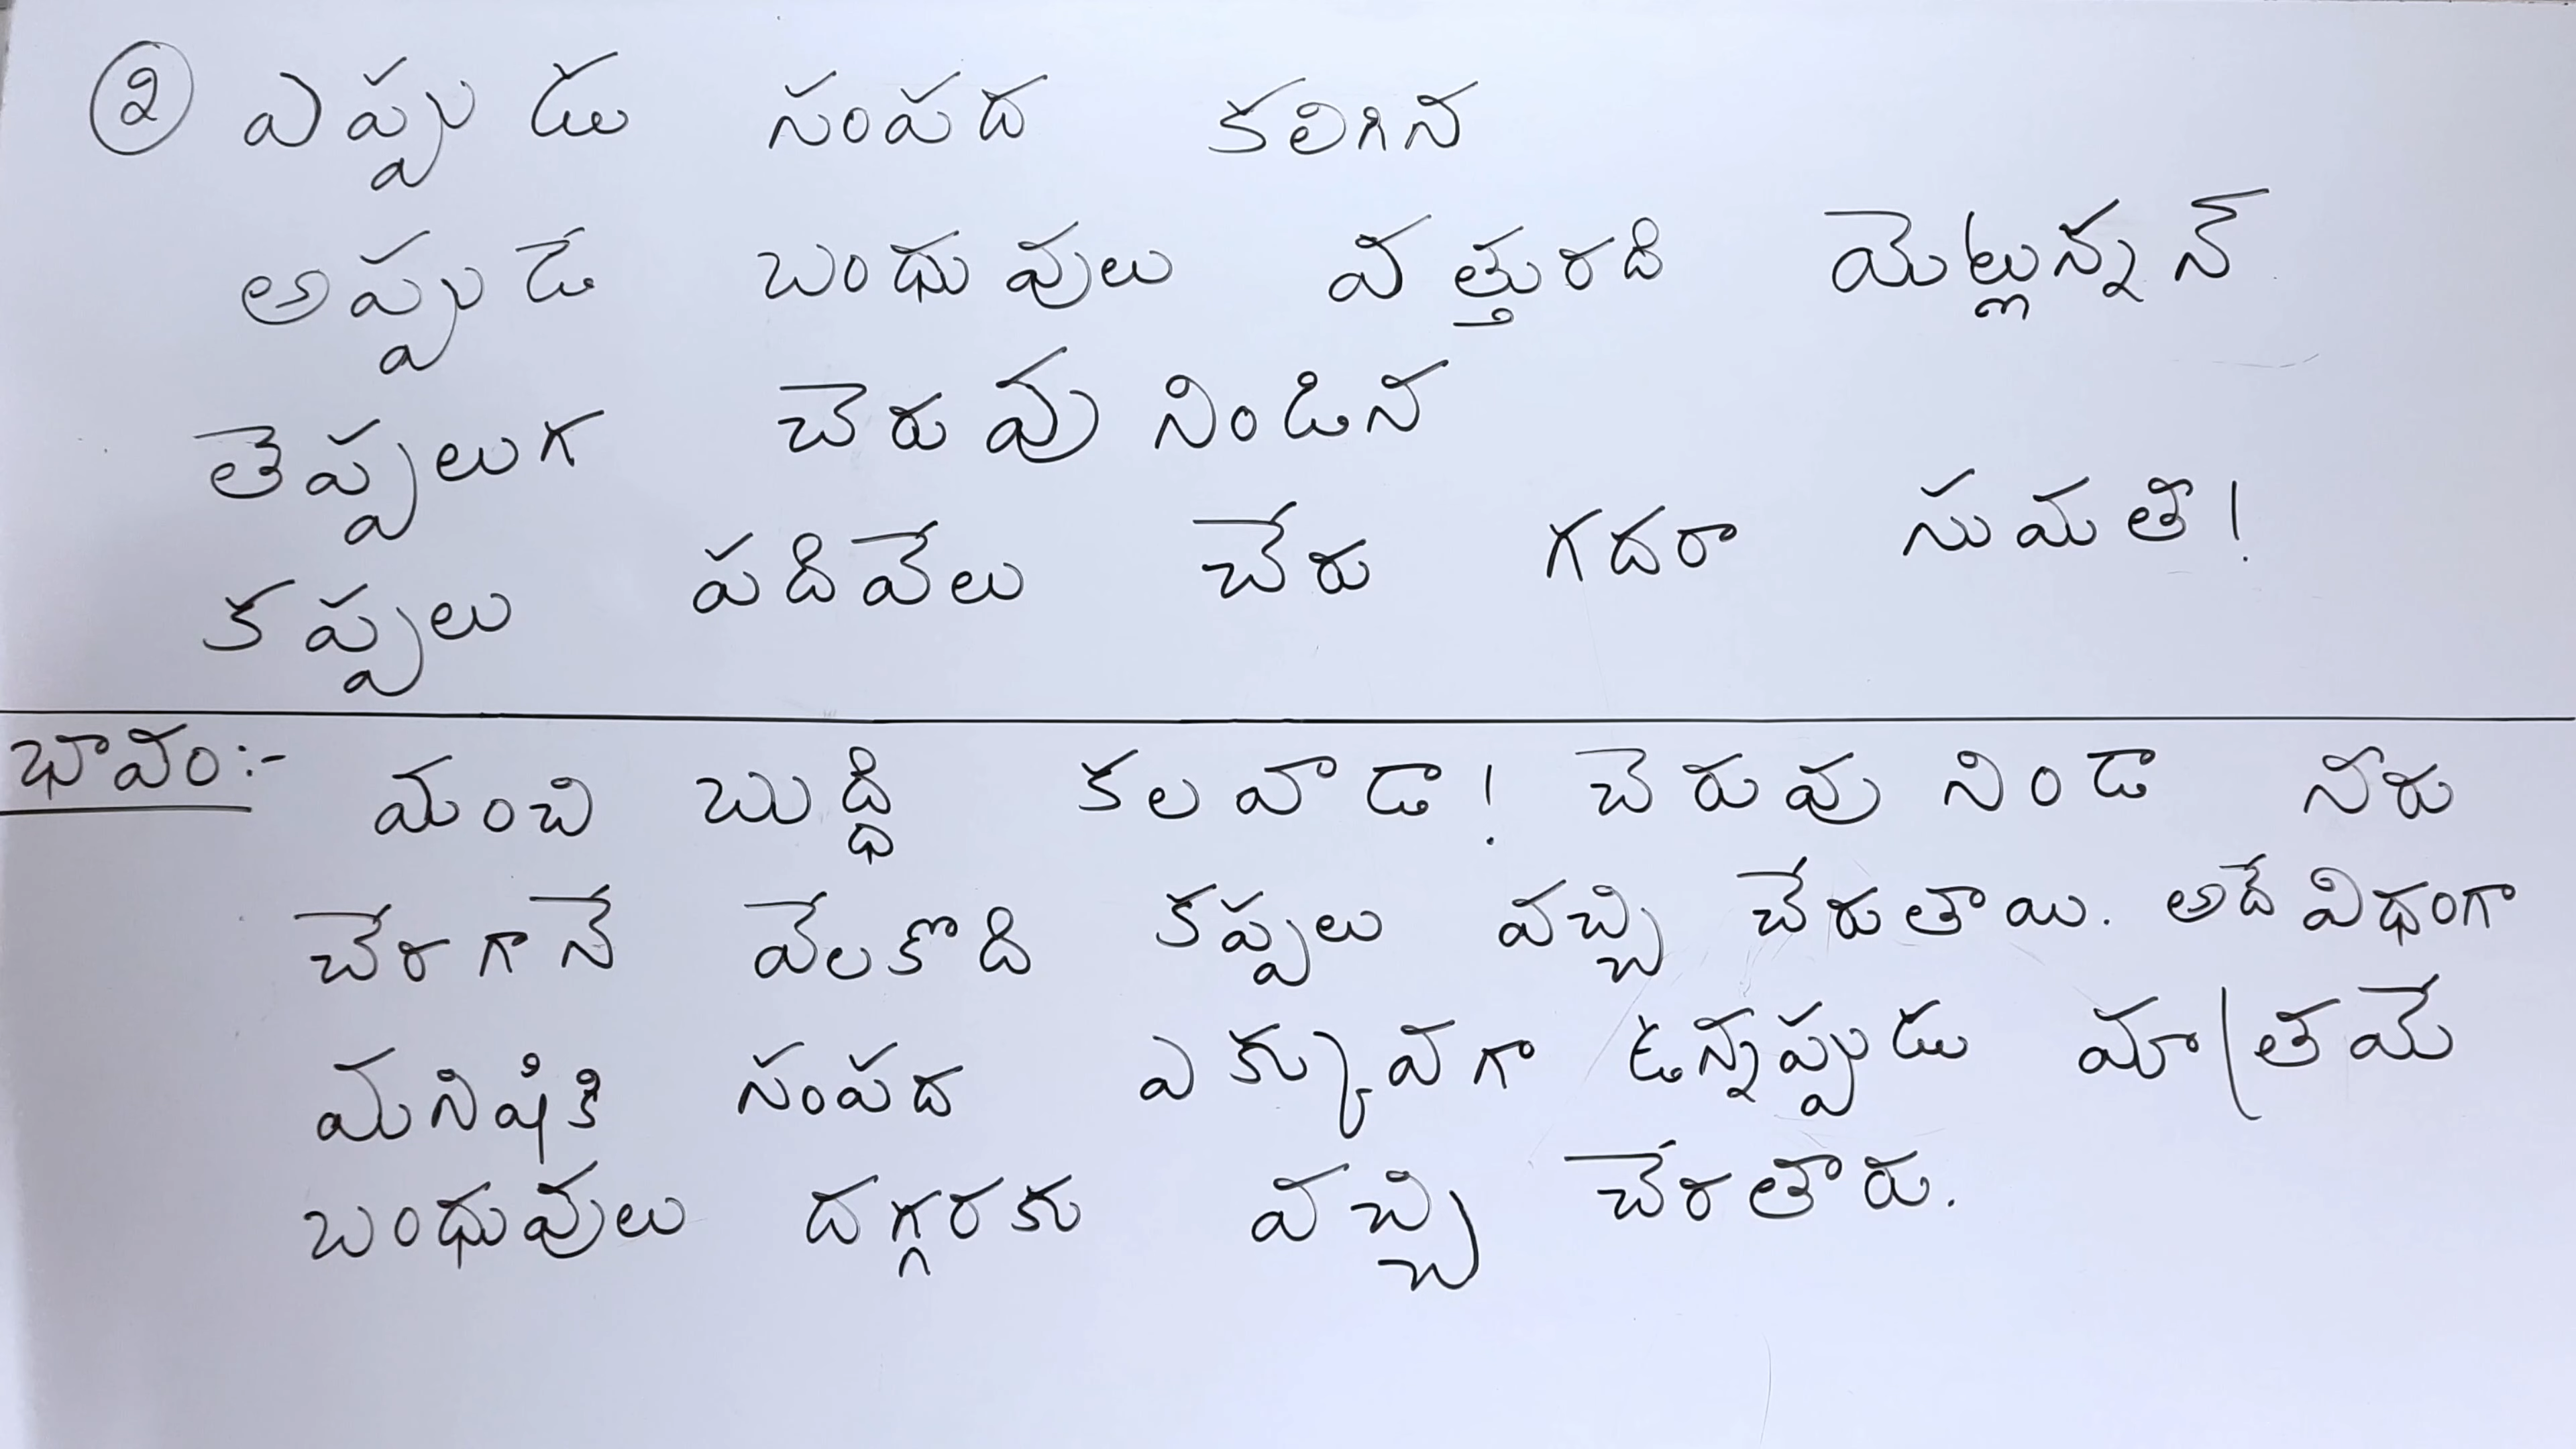 ② ఎప్పుడు సంపద కలిగిన
అప్పుడే బంధువులు వత్తురది యెట్లున్నన్
తెప్పలుగ చెరువు నిండిన
కప్పలు పదివేలు చేరు గదరా సుమతీ!
భావం:- మంచి బుద్ధి కలవాడా! చెరువు నిండా నీరు
చేరగానే వేలకొది కప్పలు వచ్చి చేరుతాయి. అదే విధంగా
మనిషికి సంపద ఎక్కువగా ఉన్నప్పుడు మాత్రమే
బంధువులు దగ్గరకు వచ్చి చేరతారు.